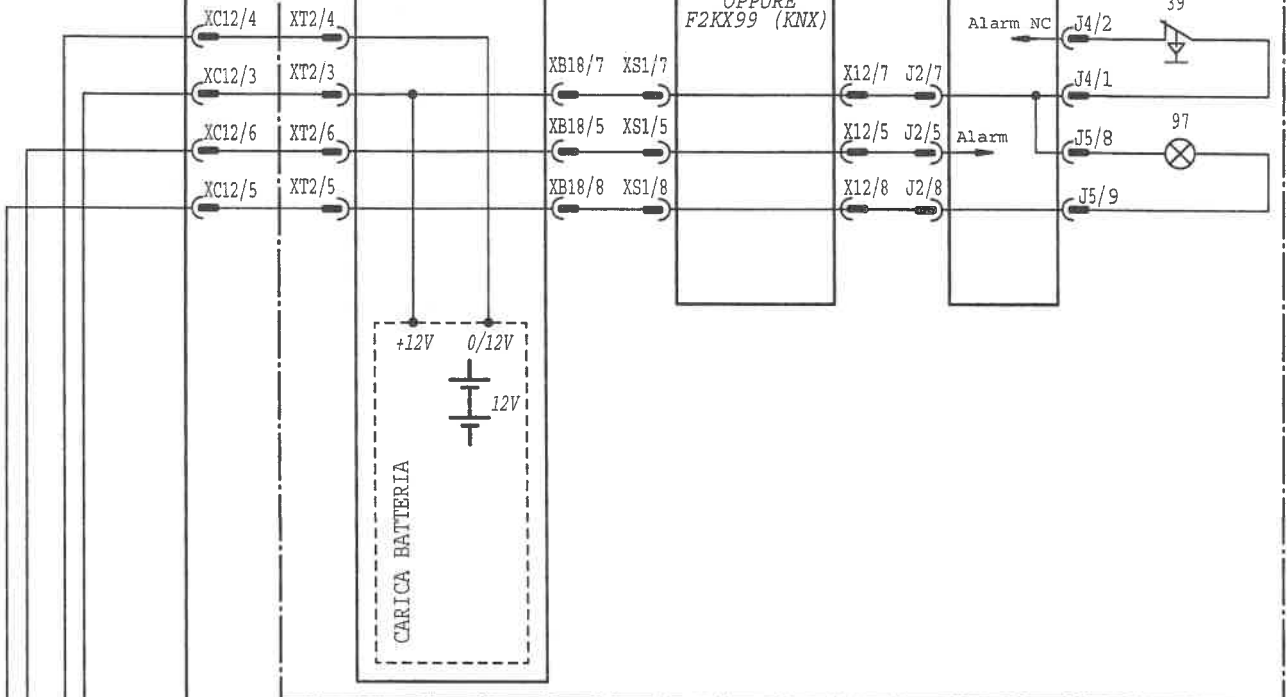 OPPURE
F2KX99 (KNX)
39
XC12/4 XT2/4
Alarm NC J4/2
XC12/3 XT2/3 XB18/7 XS1/7 X12/7 J2/7 J4/1
XC12/6 XT2/6 XB18/5 XS1/5 X12/5 J2/5 Alarm J5/8 97
XC12/5 XT2/5 XB18/8 XS1/8 X12/8 J2/8 J5/9
+12V 0/12V
12V
CARICA BATTERIA